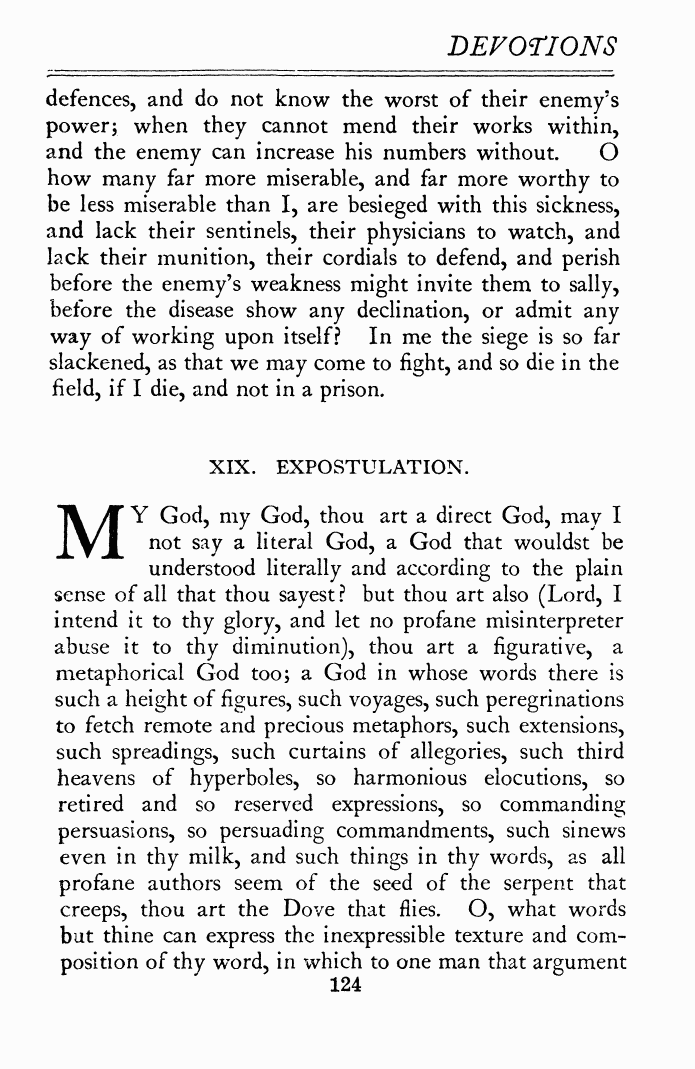 DEVOTIONS
defences, and do not know the worst of their enemy's
power; when they cannot mend their works within,
and the enemy can increase his numbers without. O
how many far more miserable, and far more worthy to
be less miserable than I, are besieged with this sickness,
and lack their sentinels, their physicians to watch, and
lack their munition, their cordials to defend, and perish
before the enemy's weakness might invite them to sally,
before the disease show any declination, or admit any
way of working upon itself? In me the siege is so far
slackened, as that we may come to fight, and so die in the
field, if I die, and not in a prison.
XIX. EXPOSTULATION.
MY God, my God, thou art a direct God, may I
not say a literal God, a God that wouldst be
understood literally and according to the plain
sense of all that thou sayest? but thou art also (Lord, I
intend it to thy glory, and let no profane misinterpreter
abuse it to thy diminution), thou art a figurative, a
metaphorical God too; a God in whose words there is
such a height of figures, such voyages, such peregrinations
to fetch remote and precious metaphors, such extensions,
such spreadings, such curtains of allegories, such third
heavens of hyperboles, so harmonious elocutions, so
retired and so reserved expressions, so commanding
persuasions, so persuading commandments, such sinews
even in thy milk, and such things in thy words, as all
profane authors seem of the seed of the serpent that
creeps, thou art the Dove that flies. O, what words
but thine can express the inexpressible texture and com-
position of thy word, in which to one man that argument
124